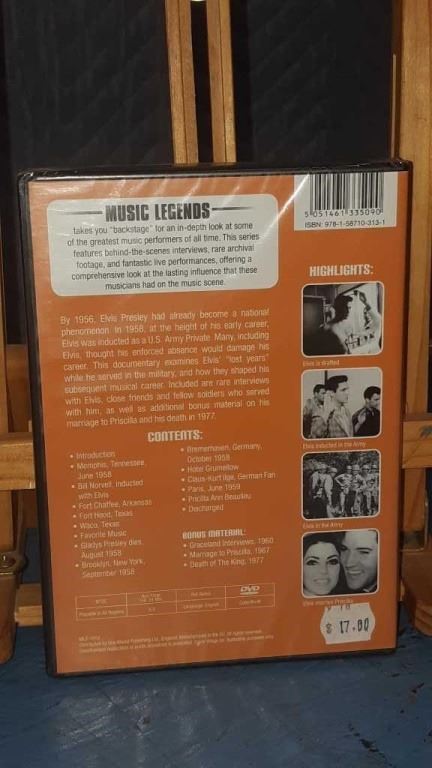 MUSIC LEGENDS
takes you "backstage" for an in-depth look at some
of the greatest music performers of all time. This series
features behind-the-scenes interviews, rare archival
footage, and fantastic live performances, offering a
comprehensive look at the lasting influence that these
musicians had on the music scene.
5 051461 335090
ISBN: 978-1-58710-313-1
By 1956, Elvis Presley had already become a national
phenomenon. In 1958, at the height of his early career,
Elvis was inducted as a U.S. Army Private. Many, including
Elvis, thought his enforced absence would damage his
career. This documentary examines Elvis' "lost years"
while he served in the military, and how they shaped his
subsequent musical career. Included are rare interviews
with Elvis, close friends and fellow soldiers who served
with him, as well as additional bonus material on his
marriage to Priscilla and his death in 1977.
CONTENTS:
• Introduction
• Memphis, Tennessee,
June 1958
• Bill Norvell, inducted
with Elvis
• Fort Chaffee, Arkansas
• Fort Hood, Texas
• Waco, Texas
• Favorite Music
• Gladys Presley dies,
August 1958
• Brooklyn, New York,
September 1958
• Bremerhaven, Germany,
October 1958
• Hotel Grunellow
• Claus-Kurt Ilge, German Fan
• Paris, June 1959
• Pricilla Ann Beaulieu
• Discharged
BONUS MATERIAL:
• Graceland Interviews, 1960
• Marriage to Priscilla, 1967
• Death of The King, 1977
HIGHLIGHTS:
Elvis is drafted
Elvis inducted in the Army
Elvis in the Army
Elvis marries Priscilla
NTSC
Playable in All Regions
Language: English
DVD
$ 17.00